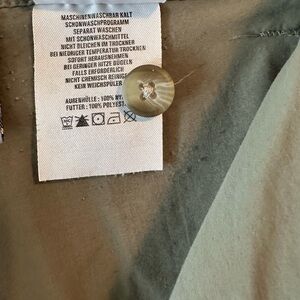 MASCHINENWASCHBAR KALT
SCHONWASCHPROGRAMM
SEPARAT WASCHEN
MIT SCHONWASCHMITTEL
NICHT BLEICHEN IM TROCKNER
BEI NIEDRIGER TEMPERATUR TROCKNEN
SOFORT HERAUSNEHMEN
BEI GERINGER HITZE BÜGELN
FALLS ERFORDERLICH
NICHT CHEMISCH REINIGEN
KEIN WEICHSPÜLER
AUßENHÜLLE: 100% NY
FUTTER: 100% POLYEST